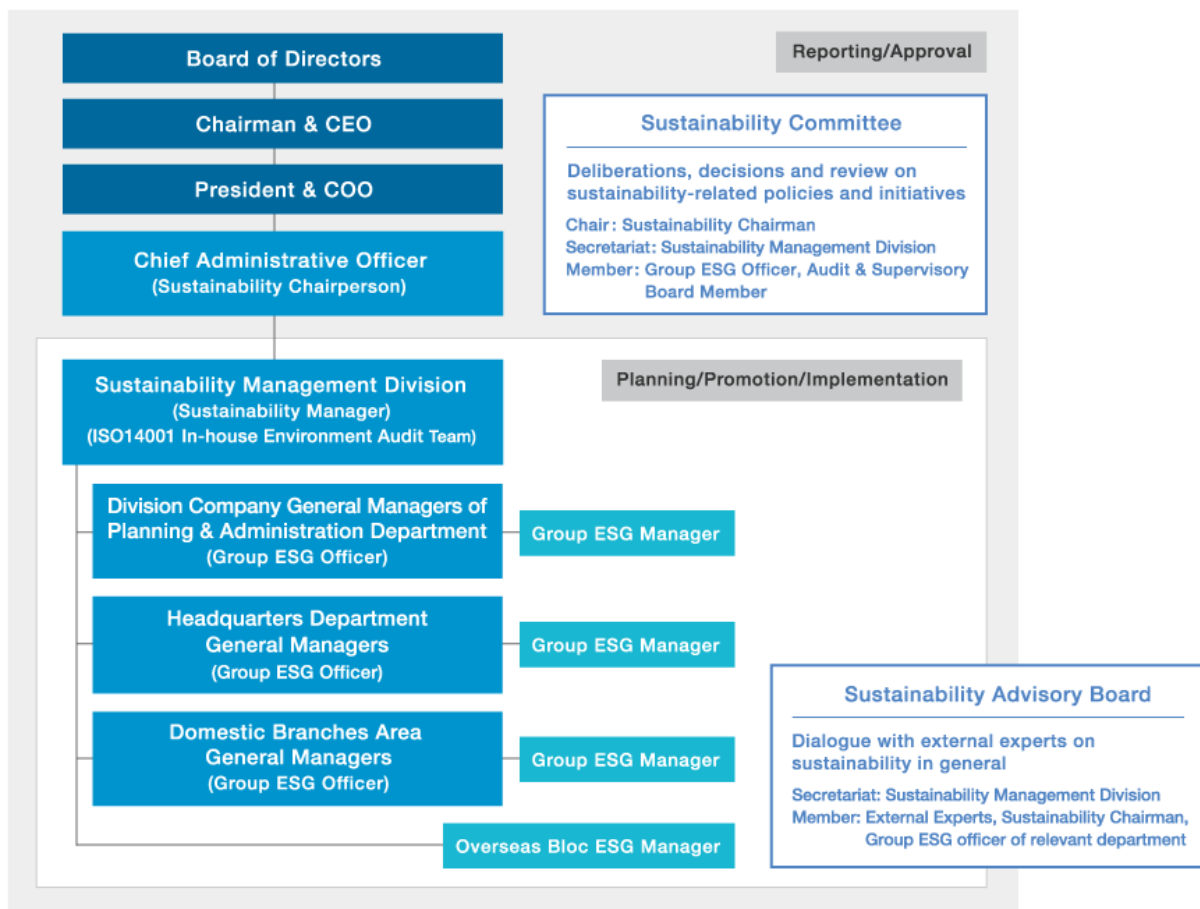 Board of Directors
Reporting/Approval
Chairman & CEO
President & COO
Chief Administrative Officer
(Sustainability Chairperson)
Sustainability Committee
Deliberations, decisions and review on
sustainability-related policies and initiatives
Chair: Sustainability Chairman
Secretariat: Sustainability Management Division
Member: Group ESG Officer, Audit & Supervisory
Board Member
Sustainability Management Division
(Sustainability Manager)
(ISO14001 In-house Environment Audit Team)
Planning/Promotion/Implementation
Division Company General Managers of
Planning & Administration Department
(Group ESG Officer)
Group ESG Manager
Headquarters Department
General Managers
(Group ESG Officer)
Group ESG Manager
Domestic Branches Area
General Managers
(Group ESG Officer)
Group ESG Manager
Overseas Bloc ESG Manager
Sustainability Advisory Board
Dialogue with external experts on
sustainability in general
Secretariat: Sustainability Management Division
Member: External Experts, Sustainability Chairman,
Group ESG officer of relevant department